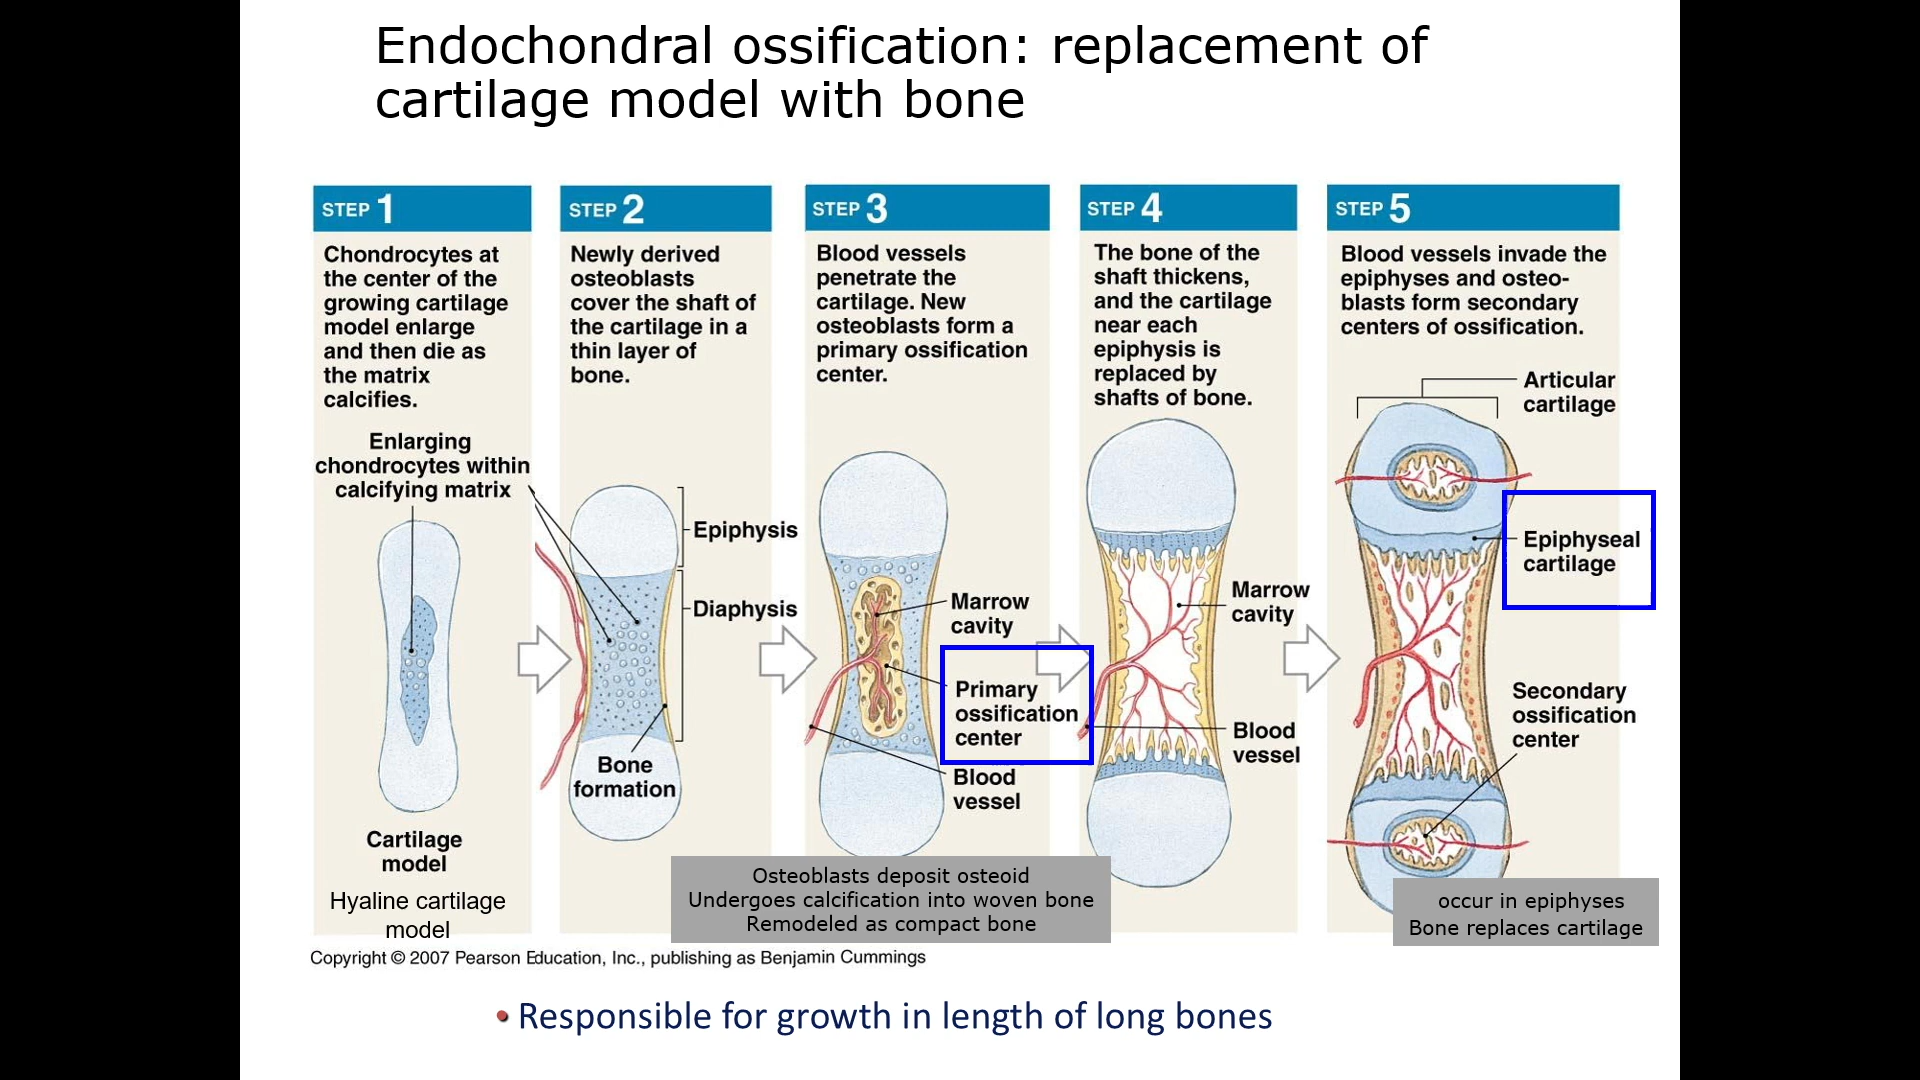 Endochondral ossification: replacement of
cartilage model with bone
STEP 1
Chondrocytes at
the center of the
growing cartilage
model enlarge
and then die as
the matrix
calcifies.
Enlarging
chondrocytes within
calcifying matrix
Cartilage
model
Hyaline cartilage
model
STEP 2
Newly derived
osteoblasts
cover the shaft of
the cartilage in a
thin layer of
bone.
Epiphysis
Diaphysis
Bone
formation
STEP 3
Blood vessels
penetrate the
cartilage. New
osteoblasts form a
primary ossification
center.
Marrow
cavity
Primary
ossification
center
Blood
vessel
Osteoblasts deposit osteoid
Undergoes calcification into woven bone
Remodeled as compact bone
STEP 4
The bone of the
shaft thickens,
and the cartilage
near each
epiphysis is
replaced by
shafts of bone.
Marrow
cavity
Blood
vessel
STEP 5
Blood vessels invade the
epiphyses and osteo-
blasts form secondary
centers of ossification.
Articular
cartilage
Epiphyseal
cartilage
Secondary
ossification
center
occur in epiphyses
Bone replaces cartilage
Copyright © 2007 Pearson Education, Inc., publishing as Benjamin Cummings
• Responsible for growth in length of long bones